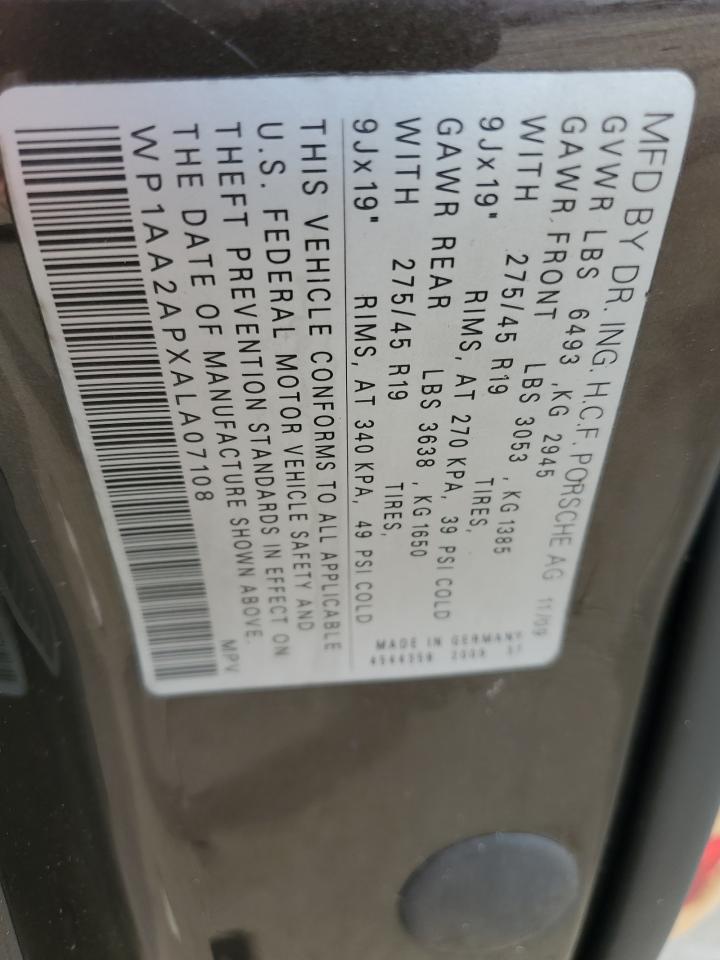 MFD BY DR. ING. H.C.F. PORSCHE AG 11/09
GVWR LBS 6493 ,KG 2945
GAWR FRONT LBS 3053 , KG 1385
WITH 275/45 R19 TIRES,
9Jx19" RIMS, AT 270 KPA, 39 PSI COLD
GAWR REAR LBS 3638 , KG 1650
WITH 275/45 R19 TIRES,
9Jx19" RIMS, AT 340 KPA, 49 PSI COLD
MADE IN GERMANY
THIS VEHICLE CONFORMS TO ALL APPLICABLE
U.S. FEDERAL MOTOR VEHICLE SAFETY AND
THEFT PREVENTION STANDARDS IN EFFECT ON
THE DATE OF MANUFACTURE SHOWN ABOVE.
WP1AA2APXALA07108 MPV